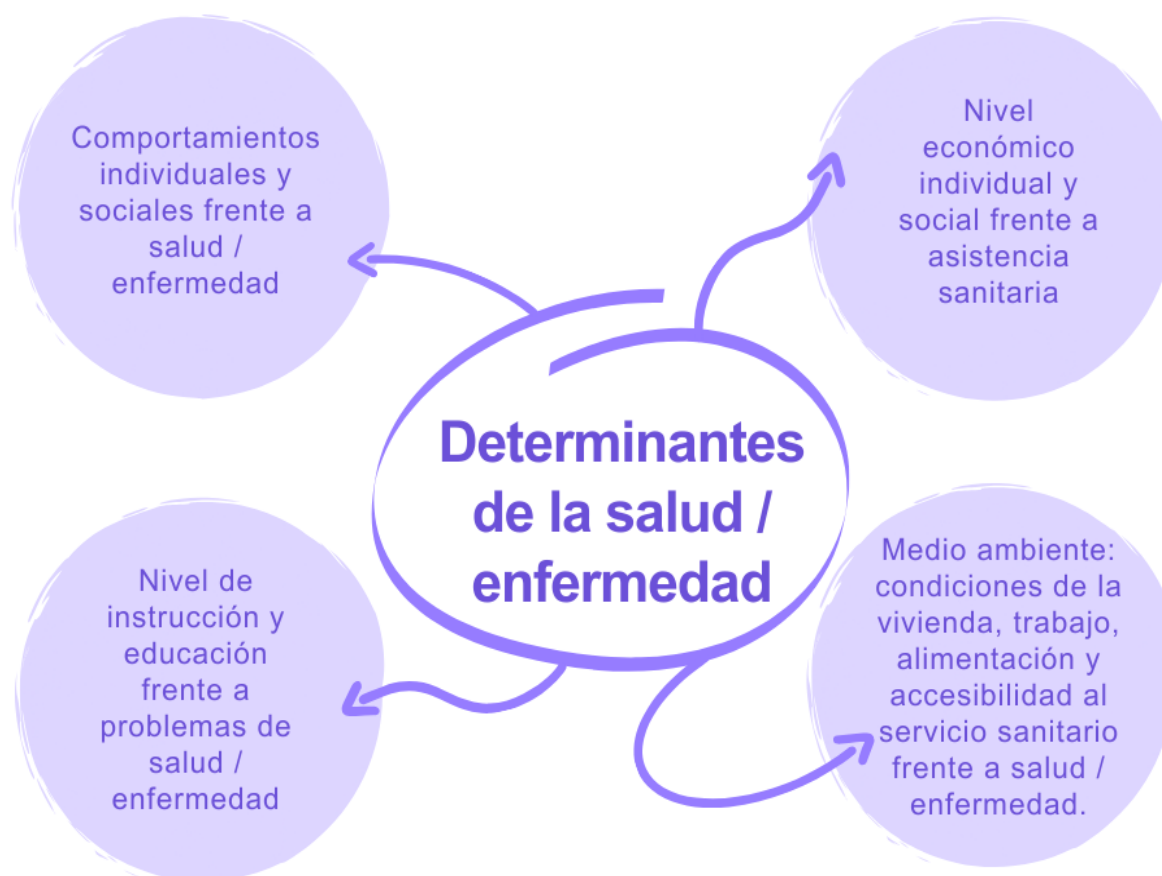 Comportamientos
individuales y
sociales frente a
salud /
enfermedad
Nivel
económico
individual y
social frente a
asistencia
sanitaria
Determinantes
de la salud /
enfermedad
Nivel de
instrucción y
educación
frente a
problemas de
salud /
enfermedad
Medio ambiente:
condiciones de la
vivienda, trabajo,
alimentación y
accesibilidad al
servicio sanitario
frente a salud /
enfermedad.